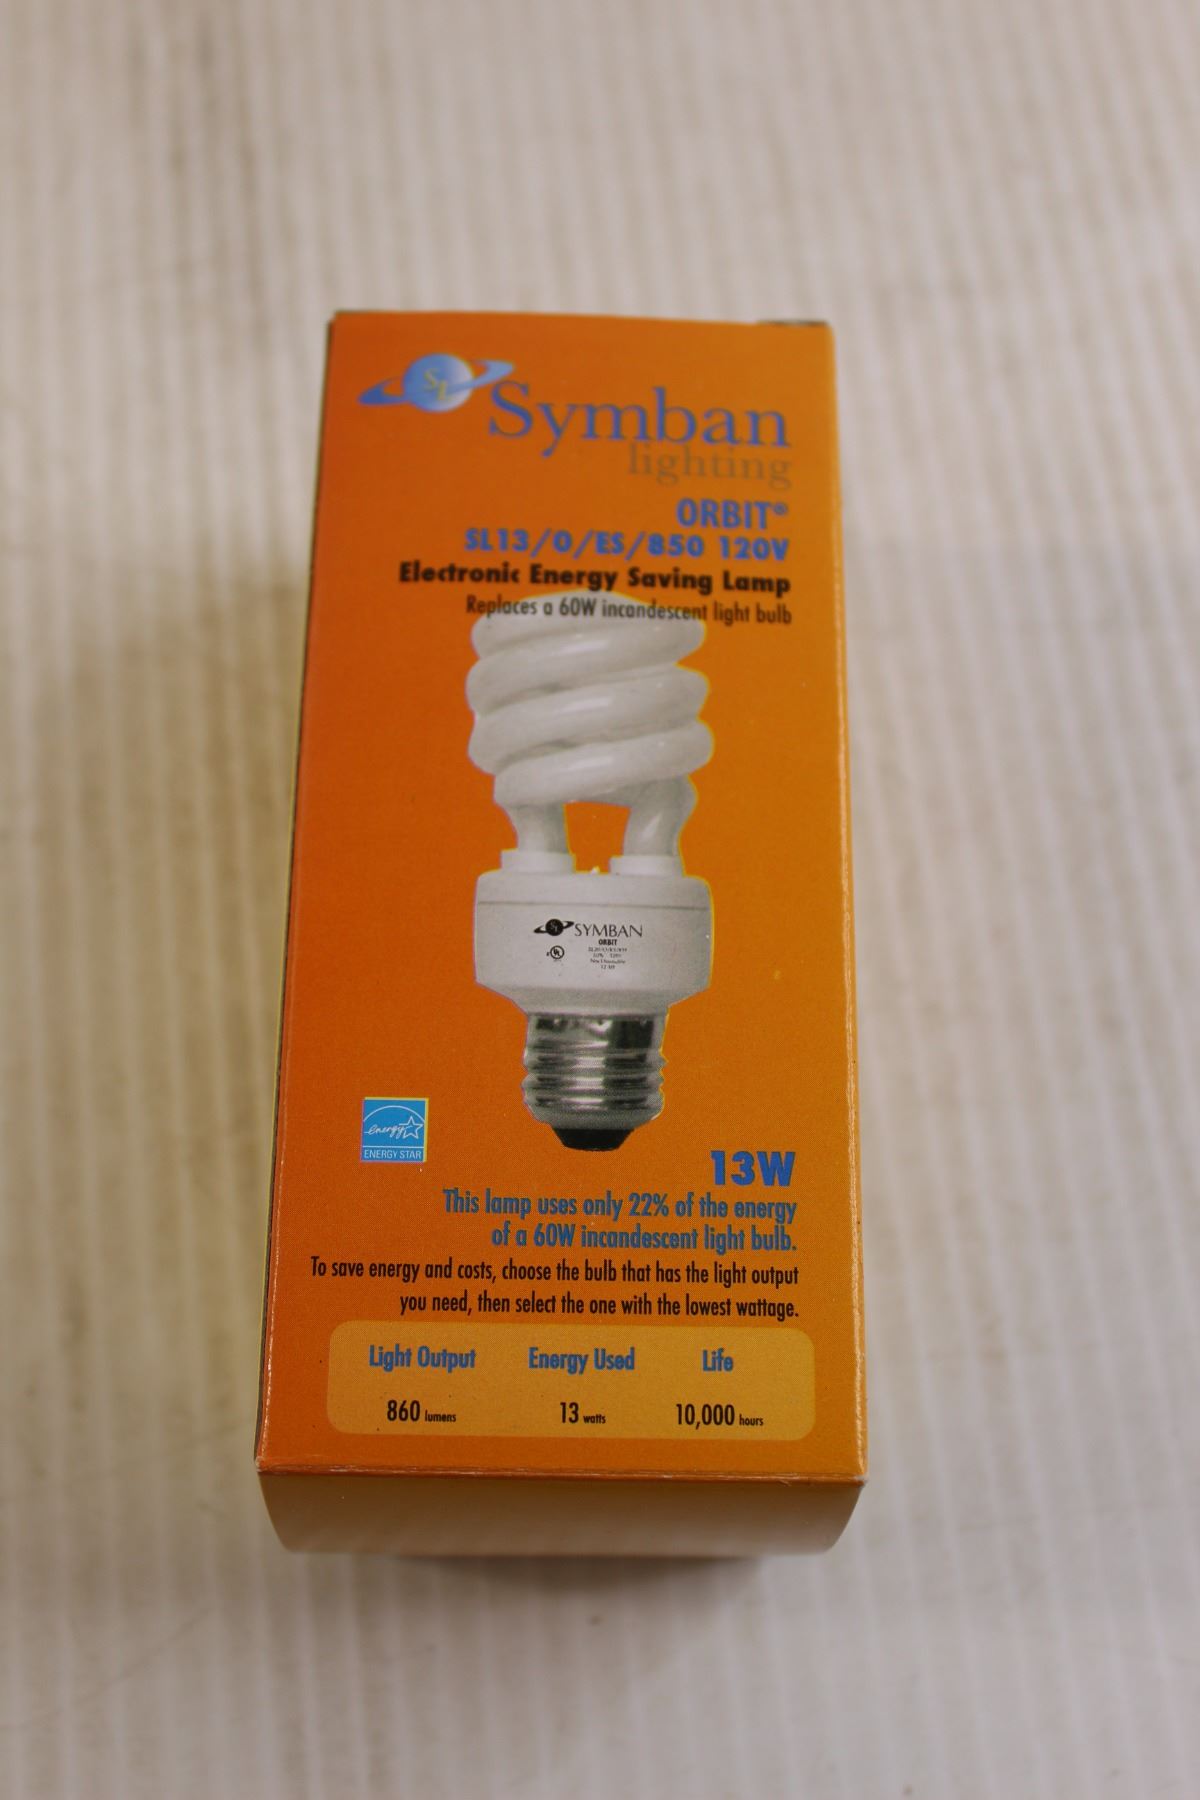 SL
Symban
lighting
ORBIT®
SL13/O/ES/850 120V
Electronic Energy Saving Lamp
Replaces a 60W incandescent light bulb
SYMBAN
ORBIT
UL
energy
ENERGY STAR
13W
This lamp uses only 22% of the energy
of a 60W incandescent light bulb.
To save energy and costs, choose the bulb that has the light output
you need, then select the one with the lowest wattage.
Light Output Energy Used Life
860 lumens 13 watts 10,000 hours